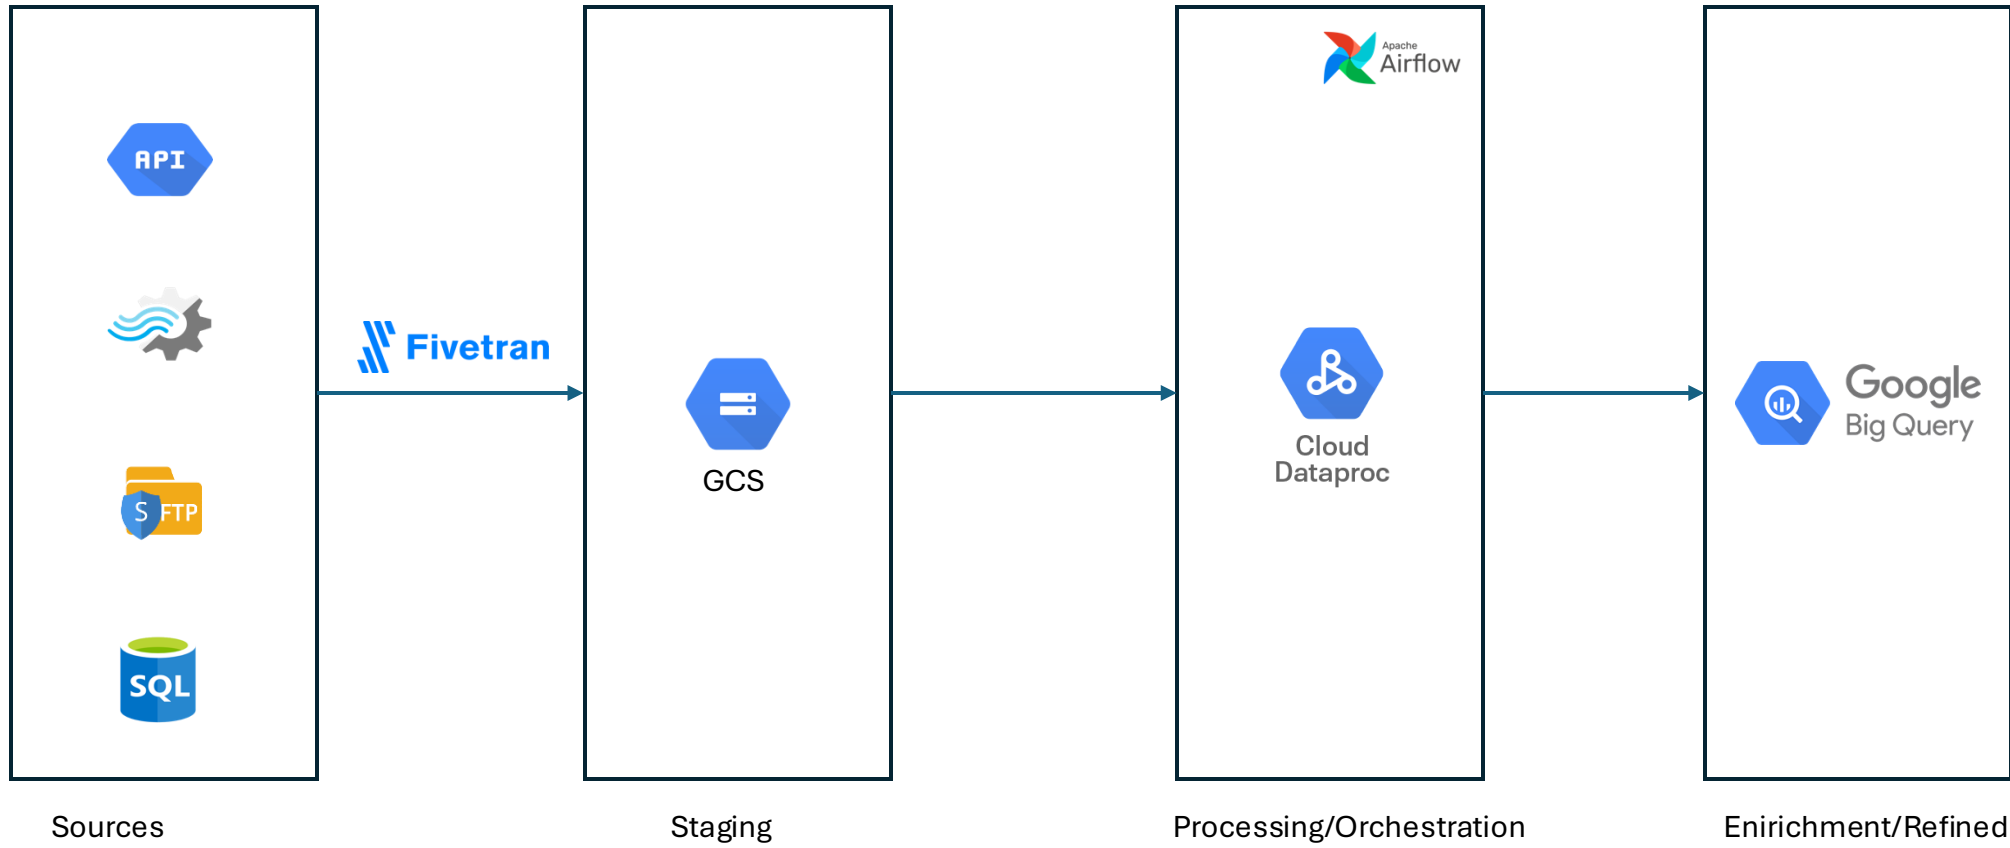 API
S FTP
SQL
Fivetran
GCS
Apache
Airflow
Cloud
Dataproc
Google
Big Query
Sources
Staging
Processing/Orchestration
Enirichment/Refined